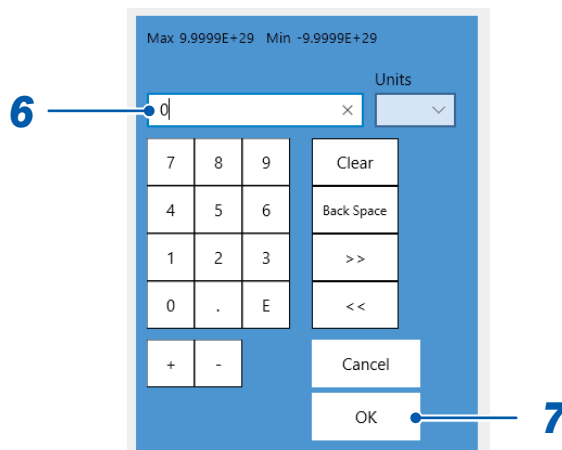 Max 9.9999E+29 Min -9.9999E+29
Units
6
0
×
7 8 9 Clear
4 5 6 Back Space
1 2 3 >>
0 . E <<
+ - Cancel
OK
7